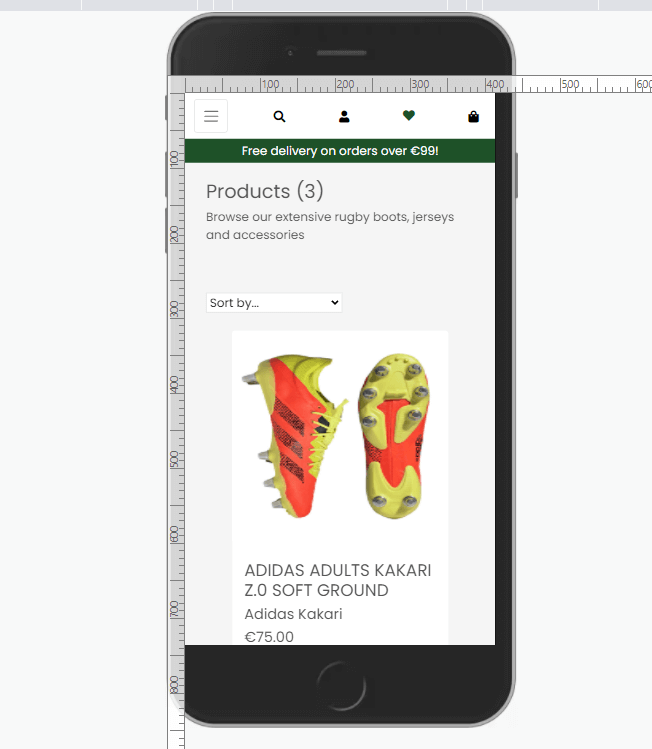 100 200 300 400 500 600
100
200
300
400
500
600
700
800
Free delivery on orders over €99!
Products (3)
Browse our extensive rugby boots, jerseys
and accessories
Sort by...
ADIDAS ADULTS KAKARI
Z.0 SOFT GROUND
Adidas Kakari
€75.00